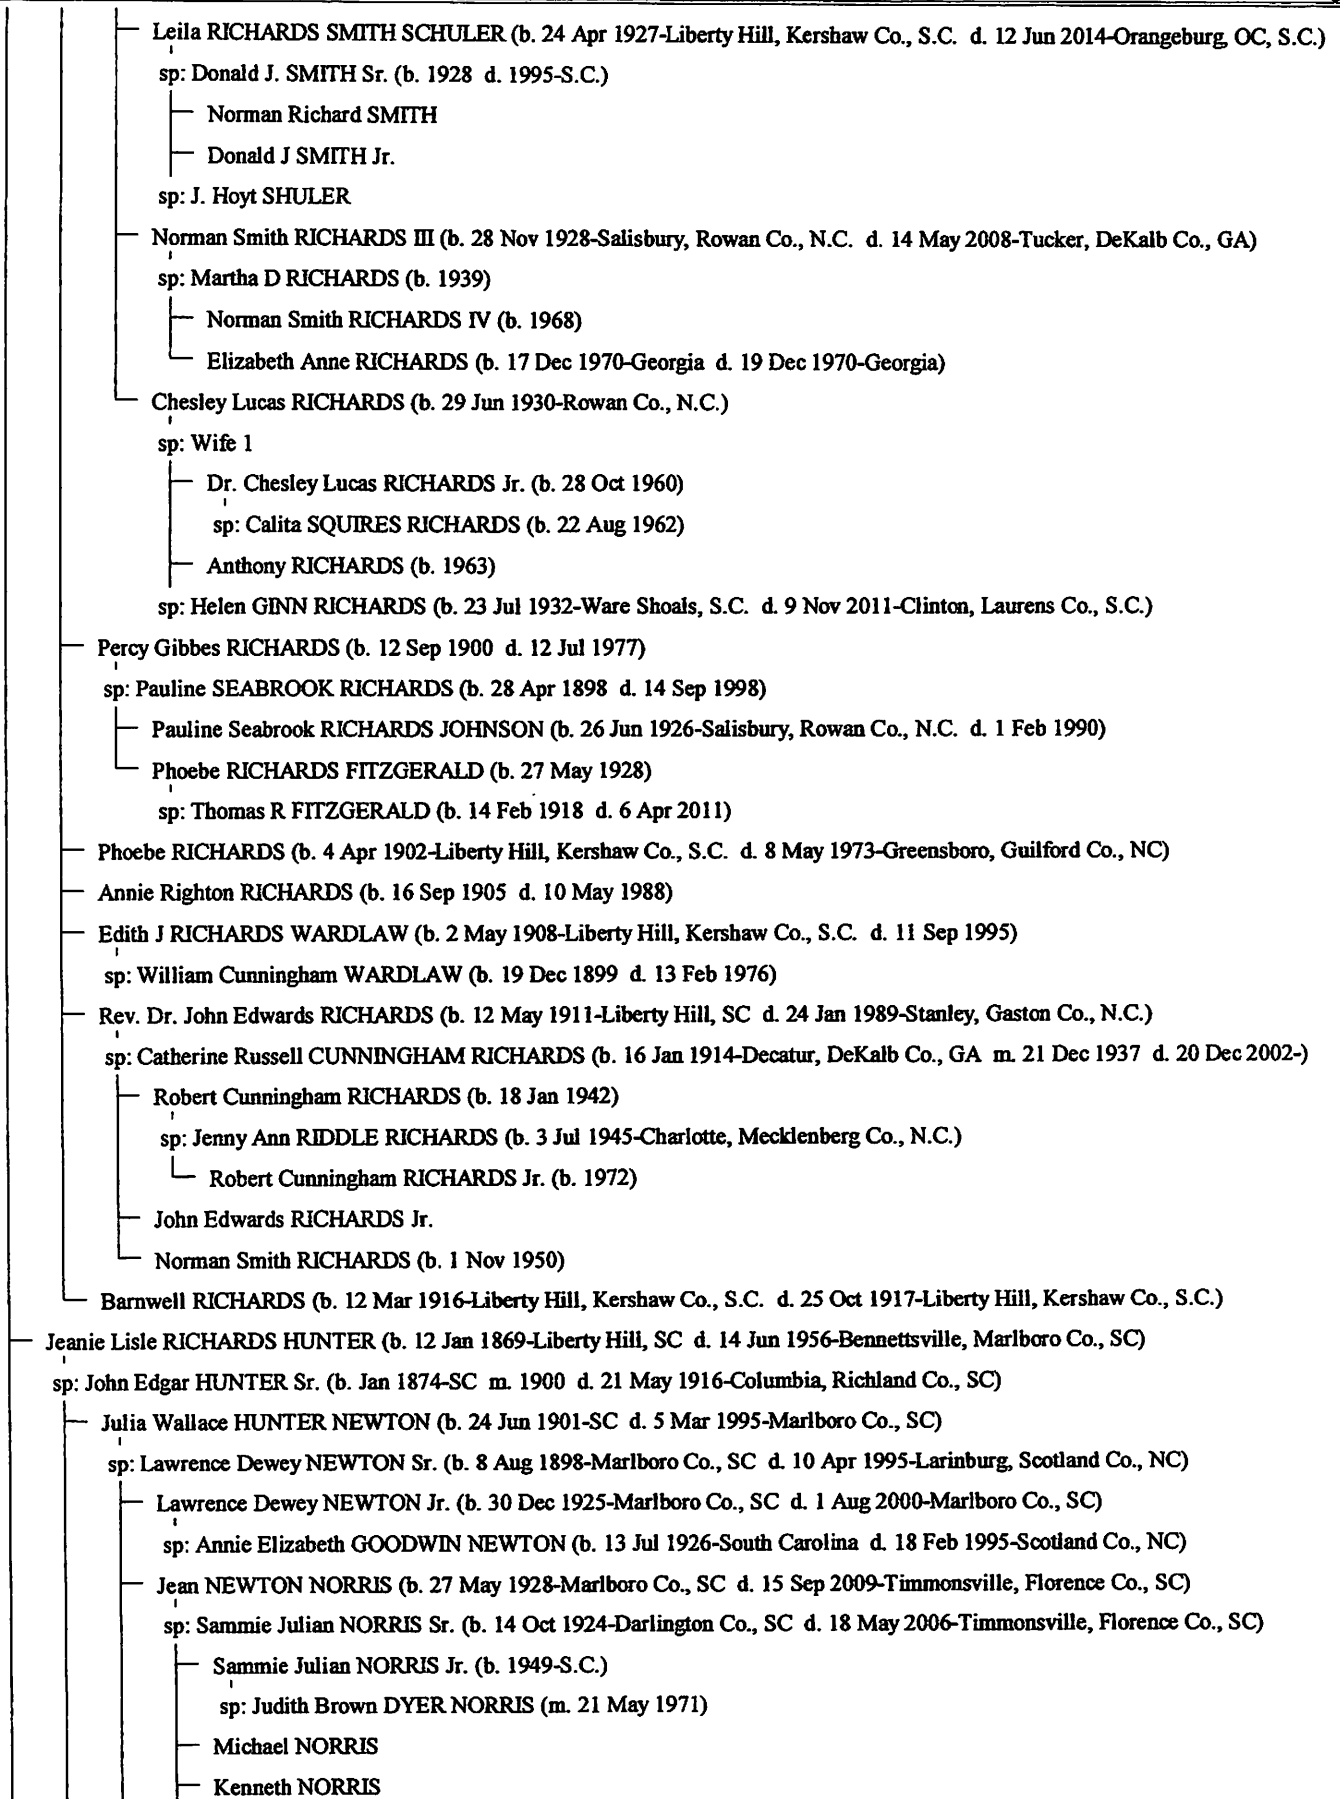 Leila RICHARDS SMITH SCHULER (b. 24 Apr 1927-Liberty Hill, Kershaw Co., S.C. d. 12 Jun 2014-Orangeburg, OC, S.C.)
sp: Donald J. SMITH Sr. (b. 1928 d. 1995-S.C.)
Norman Richard SMITH
Donald J SMITH Jr.
sp: J. Hoyt SHULER
Norman Smith RICHARDS III (b. 28 Nov 1928-Salisbury, Rowan Co., N.C. d. 14 May 2008-Tucker, DeKalb Co., GA)
sp: Martha D RICHARDS (b. 1939)
Norman Smith RICHARDS IV (b. 1968)
Elizabeth Anne RICHARDS (b. 17 Dec 1970-Georgia d. 19 Dec 1970-Georgia)
Chesley Lucas RICHARDS (b. 29 Jun 1930-Rowan Co., N.C.)
sp: Wife 1
Dr. Chesley Lucas RICHARDS Jr. (b. 28 Oct 1960)
sp: Calita SQUIRES RICHARDS (b. 22 Aug 1962)
Anthony RICHARDS (b. 1963)
sp: Helen GINN RICHARDS (b. 23 Jul 1932-Ware Shoals, S.C. d. 9 Nov 2011-Clinton, Laurens Co., S.C.)
Percy Gibbes RICHARDS (b. 12 Sep 1900 d. 12 Jul 1977)
sp: Pauline SEABROOK RICHARDS (b. 28 Apr 1898 d. 14 Sep 1998)
Pauline Seabrook RICHARDS JOHNSON (b. 26 Jun 1926-Salisbury, Rowan Co., N.C. d. 1 Feb 1990)
Phoebe RICHARDS FITZGERALD (b. 27 May 1928)
sp: Thomas R FITZGERALD (b. 14 Feb 1918 d. 6 Apr 2011)
Phoebe RICHARDS (b. 4 Apr 1902-Liberty Hill, Kershaw Co., S.C. d. 8 May 1973-Greensboro, Guilford Co., NC)
Annie Righton RICHARDS (b. 16 Sep 1905 d. 10 May 1988)
Edith J RICHARDS WARDLAW (b. 2 May 1908-Liberty Hill, Kershaw Co., S.C. d. 11 Sep 1995)
sp: William Cunningham WARDLAW (b. 19 Dec 1899 d. 13 Feb 1976)
Rev. Dr. John Edwards RICHARDS (b. 12 May 1911-Liberty Hill, SC d. 24 Jan 1989-Stanley, Gaston Co., N.C.)
sp: Catherine Russell CUNNINGHAM RICHARDS (b. 16 Jan 1914-Decatur, DeKalb Co., GA m. 21 Dec 1937 d. 20 Dec 2002-)
Robert Cunningham RICHARDS (b. 18 Jan 1942)
sp: Jenny Ann RIDDLE RICHARDS (b. 3 Jul 1945-Charlotte, Mecklenberg Co., N.C.)
Robert Cunningham RICHARDS Jr. (b. 1972)
John Edwards RICHARDS Jr.
Norman Smith RICHARDS (b. 1 Nov 1950)
Barnwell RICHARDS (b. 12 Mar 1916-Liberty Hill, Kershaw Co., S.C. d. 25 Oct 1917-Liberty Hill, Kershaw Co., S.C.)
Jeanie Lisle RICHARDS HUNTER (b. 12 Jan 1869-Liberty Hill, SC d. 14 Jun 1956-Bennettsville, Marlboro Co., SC)
sp: John Edgar HUNTER Sr. (b. Jan 1874-SC m. 1900 d. 21 May 1916-Columbia, Richland Co., SC)
Julia Wallace HUNTER NEWTON (b. 24 Jun 1901-SC d. 5 Mar 1995-Marlboro Co., SC)
sp: Lawrence Dewey NEWTON Sr. (b. 8 Aug 1898-Marlboro Co., SC d. 10 Apr 1995-Larinburg, Scotland Co., NC)
Lawrence Dewey NEWTON Jr. (b. 30 Dec 1925-Marlboro Co., SC d. 1 Aug 2000-Marlboro Co., SC)
sp: Annie Elizabeth GOODWIN NEWTON (b. 13 Jul 1926-South Carolina d. 18 Feb 1995-Scotland Co., NC)
Jean NEWTON NORRIS (b. 27 May 1928-Marlboro Co., SC d. 15 Sep 2009-Timmonsville, Florence Co., SC)
sp: Sammie Julian NORRIS Sr. (b. 14 Oct 1924-Darlington Co., SC d. 18 May 2006-Timmonsville, Florence Co., SC)
Sammie Julian NORRIS Jr. (b. 1949-S.C.)
sp: Judith Brown DYER NORRIS (m. 21 May 1971)
Michael NORRIS
Kenneth NORRIS